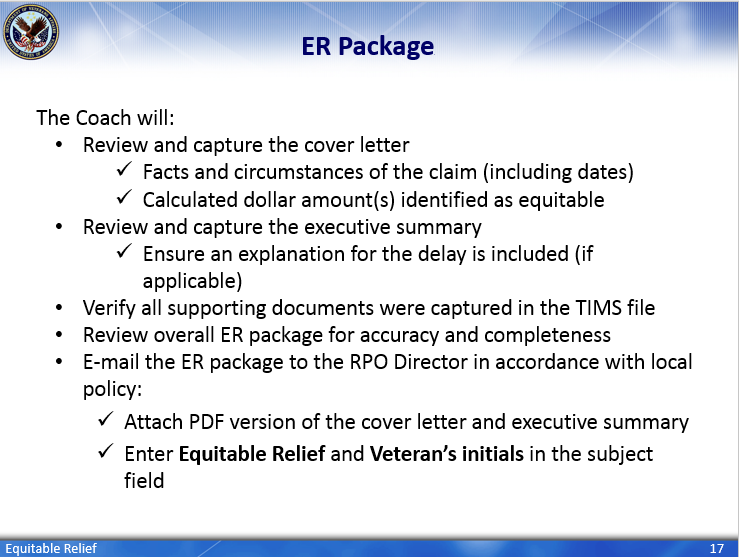 ER Package
The Coach will:
• Review and capture the cover letter
✓ Facts and circumstances of the claim (including dates)
✓ Calculated dollar amount(s) identified as equitable
• Review and capture the executive summary
✓ Ensure an explanation for the delay is included (if
applicable)
• Verify all supporting documents were captured in the TIMS file
• Review overall ER package for accuracy and completeness
• E-mail the ER package to the RPO Director in accordance with local
policy:
✓ Attach PDF version of the cover letter and executive summary
✓ Enter Equitable Relief and Veteran’s initials in the subject
field
Equitable Relief
17